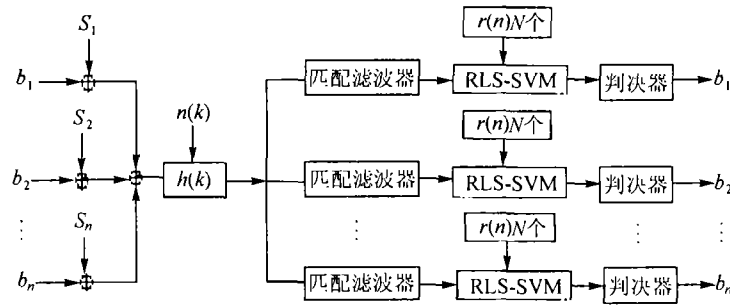 S₁
r(n)N个
b₁
匹配滤波器
RLS-SVM
判决器
b₁
S₂
n(k)
r(n)N个
b₂
h(k)
匹配滤波器
RLS-SVM
判决器
b₂
⋮
Sₙ
⋮
r(n)N个
⋮
⋮
bₙ
匹配滤波器
RLS-SVM
判决器
bₙ